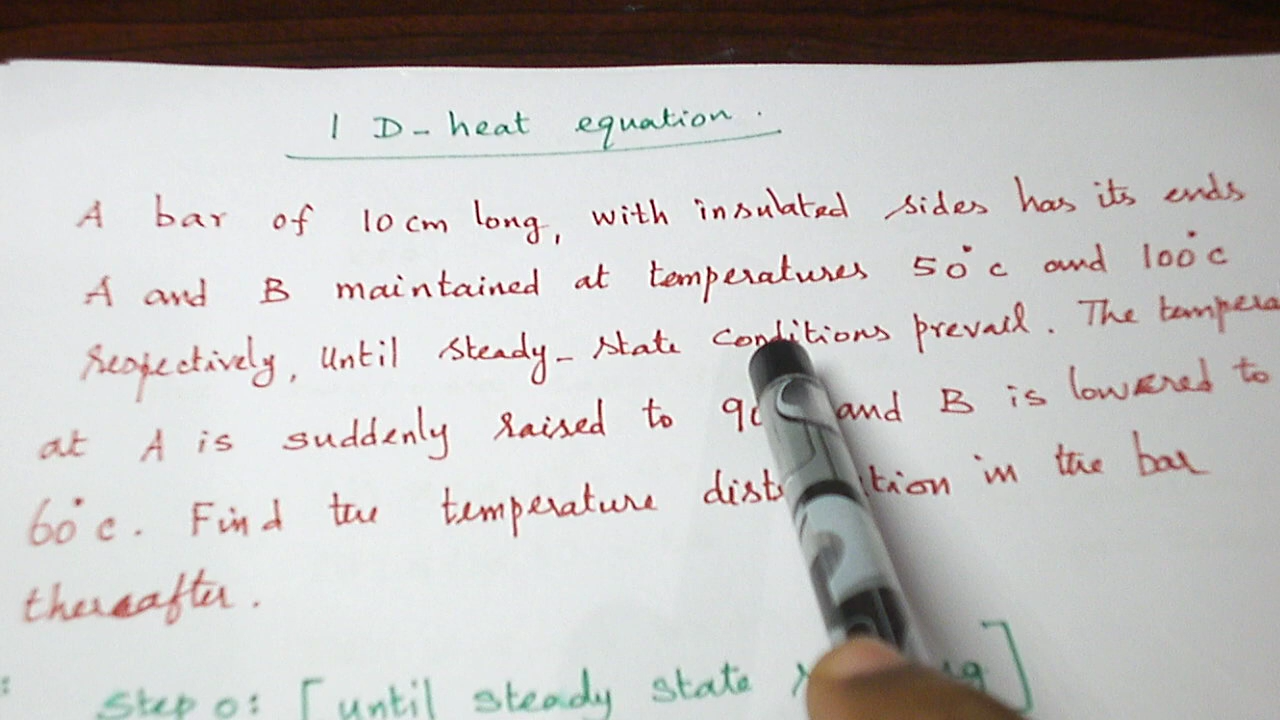 1 D-heat equation.
A bar of 10 cm long, with insulated sides has its ends
A and B maintained at temperatures 50°c and 100°c
respectively, until steady-state conditions prevail. The tempera
at A is suddenly raised to and B is lowered to
60°c. Find the temperature in the bar
thereafter.
Step 0: [until steady state ]